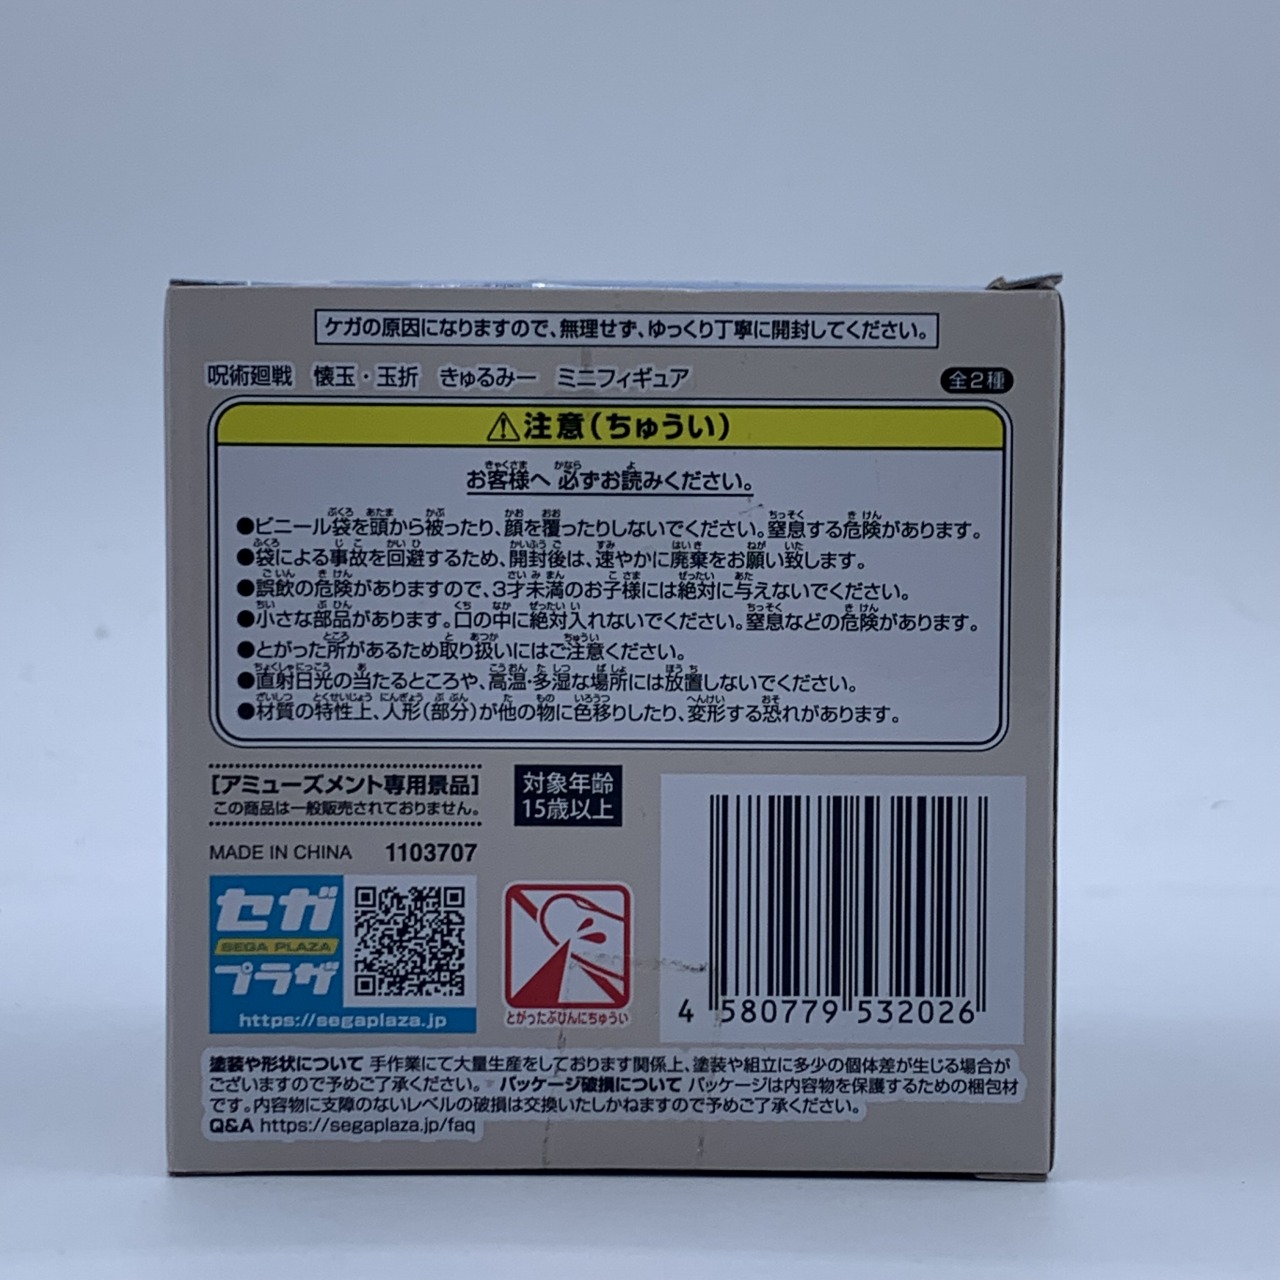 ケガの原因になりますので、無理せず、ゆっくり丁寧に開封してください。
呪術廻戦　懐玉・玉折　きゅるみー　ミニフィギュア
全2種
⚠注意(ちゅうい)
お客様へ 必ずお読みください。
●ビニール袋を頭から被ったり、顔を覆ったりしないでください。窒息する危険があります。
●袋による事故を回避するため、開封後は、速やかに廃棄をお願い致します。
●誤飲の危険がありますので、3才未満のお子様には絶対に与えないでください。
●小さな部品があります。口の中に絶対入れないでください。窒息などの危険があります。
●とがった所があるため取り扱いにはご注意ください。
●直射日光の当たるところや、高温・多湿な場所には放置しないでください。
●材質の特性上、人形(部分)が他の物に色移りしたり、変形する恐れがあります。
[アミューズメント専用景品]
この商品は一般販売されておりません。
対象年齢
15歳以上
MADE IN CHINA 1103707
セガ
SEGA PLAZA
プラザ
https://segaplaza.jp
とがったぶひんにちゅうい
4 580779 532026
塗装や形状について 手作業にて大量生産をしております関係上、塗装や組立に多少の個体差が生じる場合が
ございますので予めご了承ください。 パッケージ破損について パッケージは内容物を保護するための梱包材
です。内容物に支障のないレベルの破損は交換いたしかねますので予めご了承ください。
Q&A https://segaplaza.jp/faq